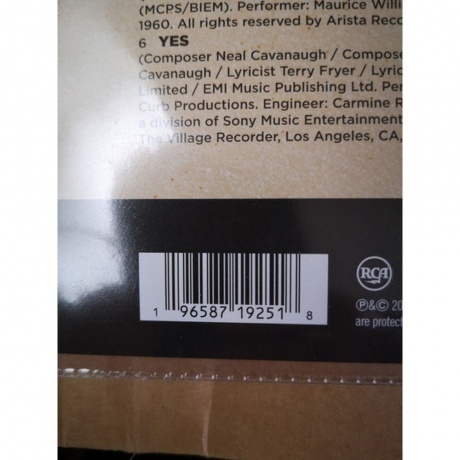 (MCPS/BIEM). Performer: Maurice Willi
1960. All rights reserved by Arista Reco
6 YES
(Composer Neal Cavanaugh / Compose
Cavanaugh / Lyricist Terry Fryer / Lyric
Limited / EMI Music Publishing Ltd. Per
Curb Productions. Engineer: Carmine R
a division of Sony Music Entertainment
The Village Recorder, Los Angeles, CA,
1 96587 19251 8
RCA
℗&© 20
are protec